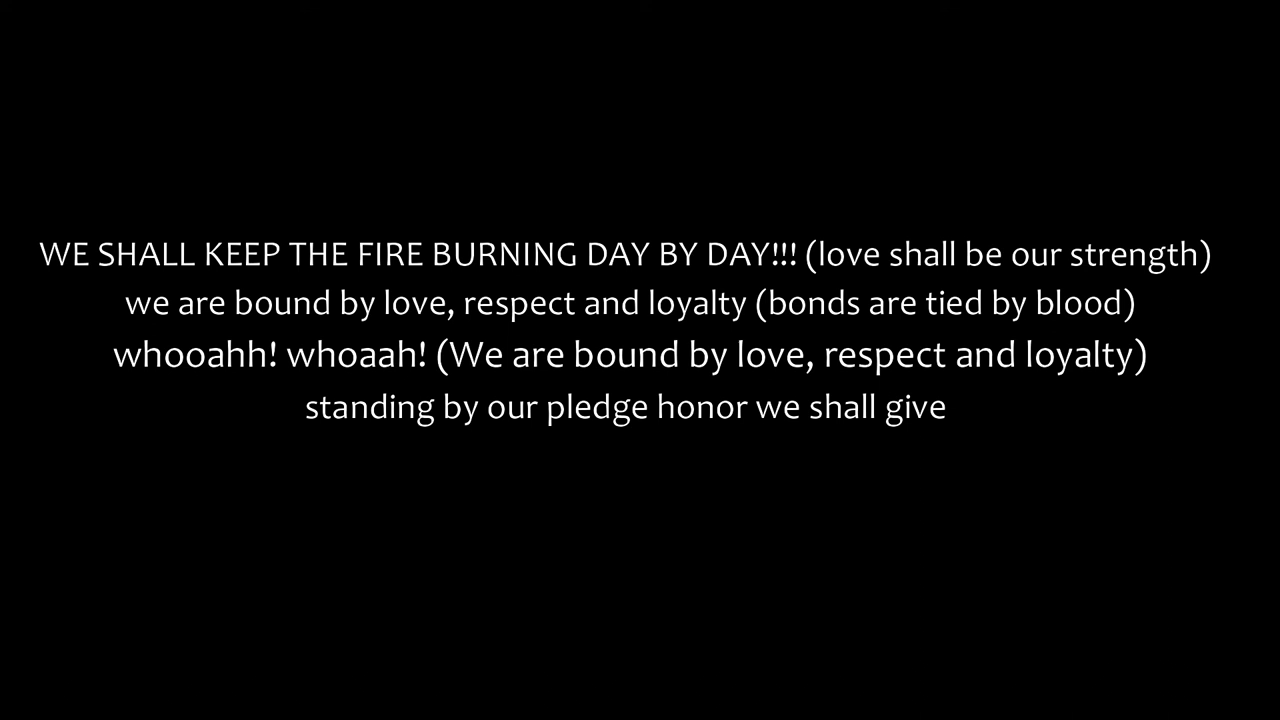 WE SHALL KEEP THE FIRE BURNING DAY BY DAY!!! (love shall be our strength)
we are bound by love, respect and loyalty (bonds are tied by blood)
whooahh! whoaah! (We are bound by love, respect and loyalty)
standing by our pledge honor we shall give